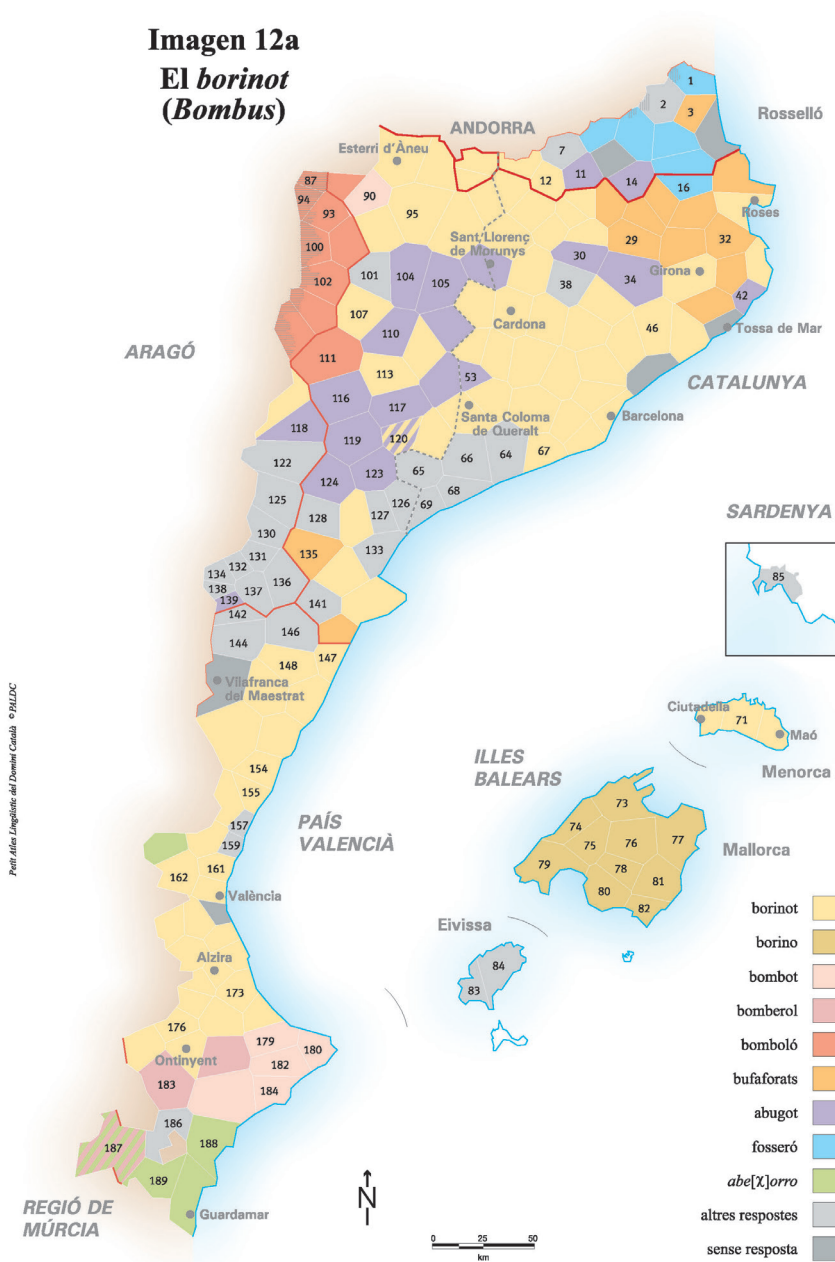 Imagen 12a
El borinot
(Bombus)
Rosselló
ANDORRA
Esterri d'Àneu
1
2
3
7
11
12
14
16
87
94
93
90
95
100
102
101
104
105
107
110
111
113
Sant Llorenç
de Morunys
30
38
34
29
32
Roses
Girona
42
46
Cardona
Tossa de Mar
ARAGÓ
CATALUNYA
53
116
117
118
119
120
Santa Coloma
de Queralt
Barcelona
122
123
124
125
65
66
64
67
126
127
128
69
68
130
131
132
133
134
135
136
137
138
139
141
142
144
146
147
148
SARDENYA
85
Vilafranca
del Maestrat
154
155
157
159
161
162
València
PAÍS
VALENCIÀ
ILLES
BALEARS
Ciutadella
71
Maó
Menorca
73
74
75
76
77
78
79
80
81
82
Mallorca
Eivissa
84
83
Alzira
173
176
Ontinyent
179
180
182
183
184
186
187
188
189
Guardamar
REGIÓ DE
MÚRCIA
N
0 25 50
km
borinot
borino
bombot
bomberol
bomboló
bufaforats
abugot
fosseró
abe[χ]orro
altres respostes
sense resposta
Petit Atles Lingüístic del Domini Català ©PALDC